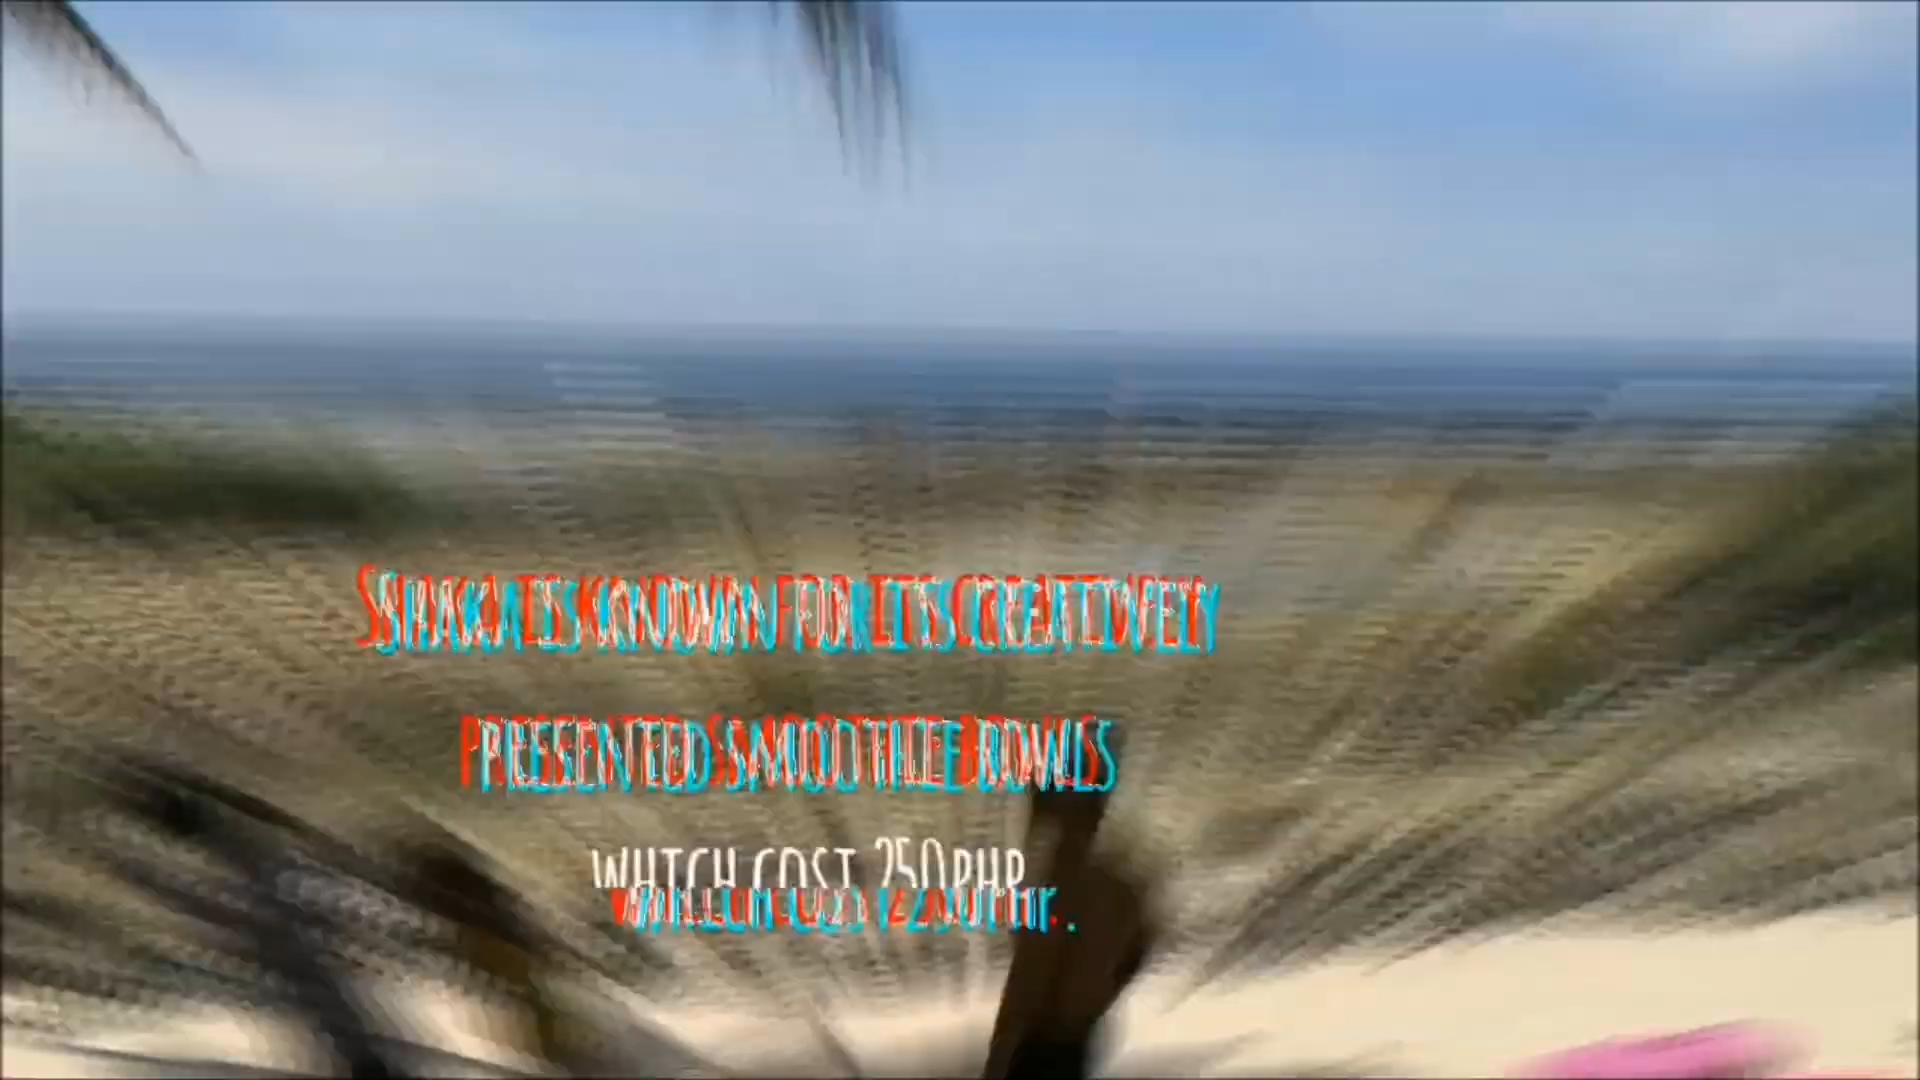 Shaka is known for its creatively
presented smoothie bowls
which cost 250php.